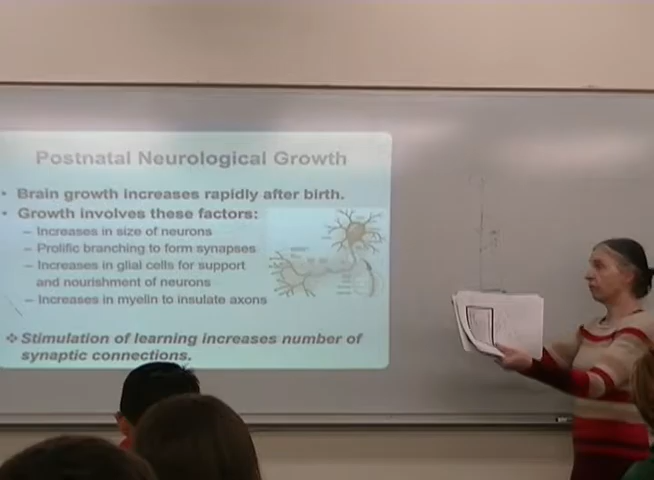 Postnatal Neurological Growth
• Brain growth increases rapidly after birth.
• Growth involves these factors:
– Increases in size of neurons
– Prolific branching to form synapses
– Increases in glial cells for support
and nourishment of neurons
– Increases in myelin to insulate axons
❖ Stimulation of learning increases number of
synaptic connections.